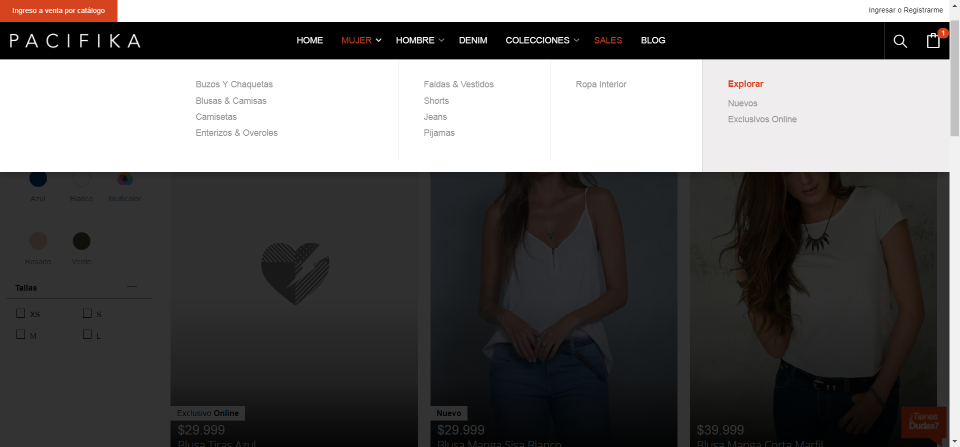 Ingreso a venta por catálogo
Ingresar o Registrarme
PACIFIKA
HOME MUJER HOMBRE DENIM COLECCIONES SALES BLOG
1
Buzos Y Chaquetas
Blusas & Camisas
Camisetas
Enterizos & Overoles
Faldas & Vestidos
Shorts
Jeans
Pijamas
Ropa Interior
Explorar
Nuevos
Exclusivos Online
Azul Blanco Multicolor
Rosado Verde
Tallas
XS S
M L
Exclusivo Online
$29,999
Blusa Tiras Azul
Nuevo
$29,999
Blusa Manga Sisa Blanco
$39,999
Blusa Manga Corta Marfil
¿Tienes
Dudas?